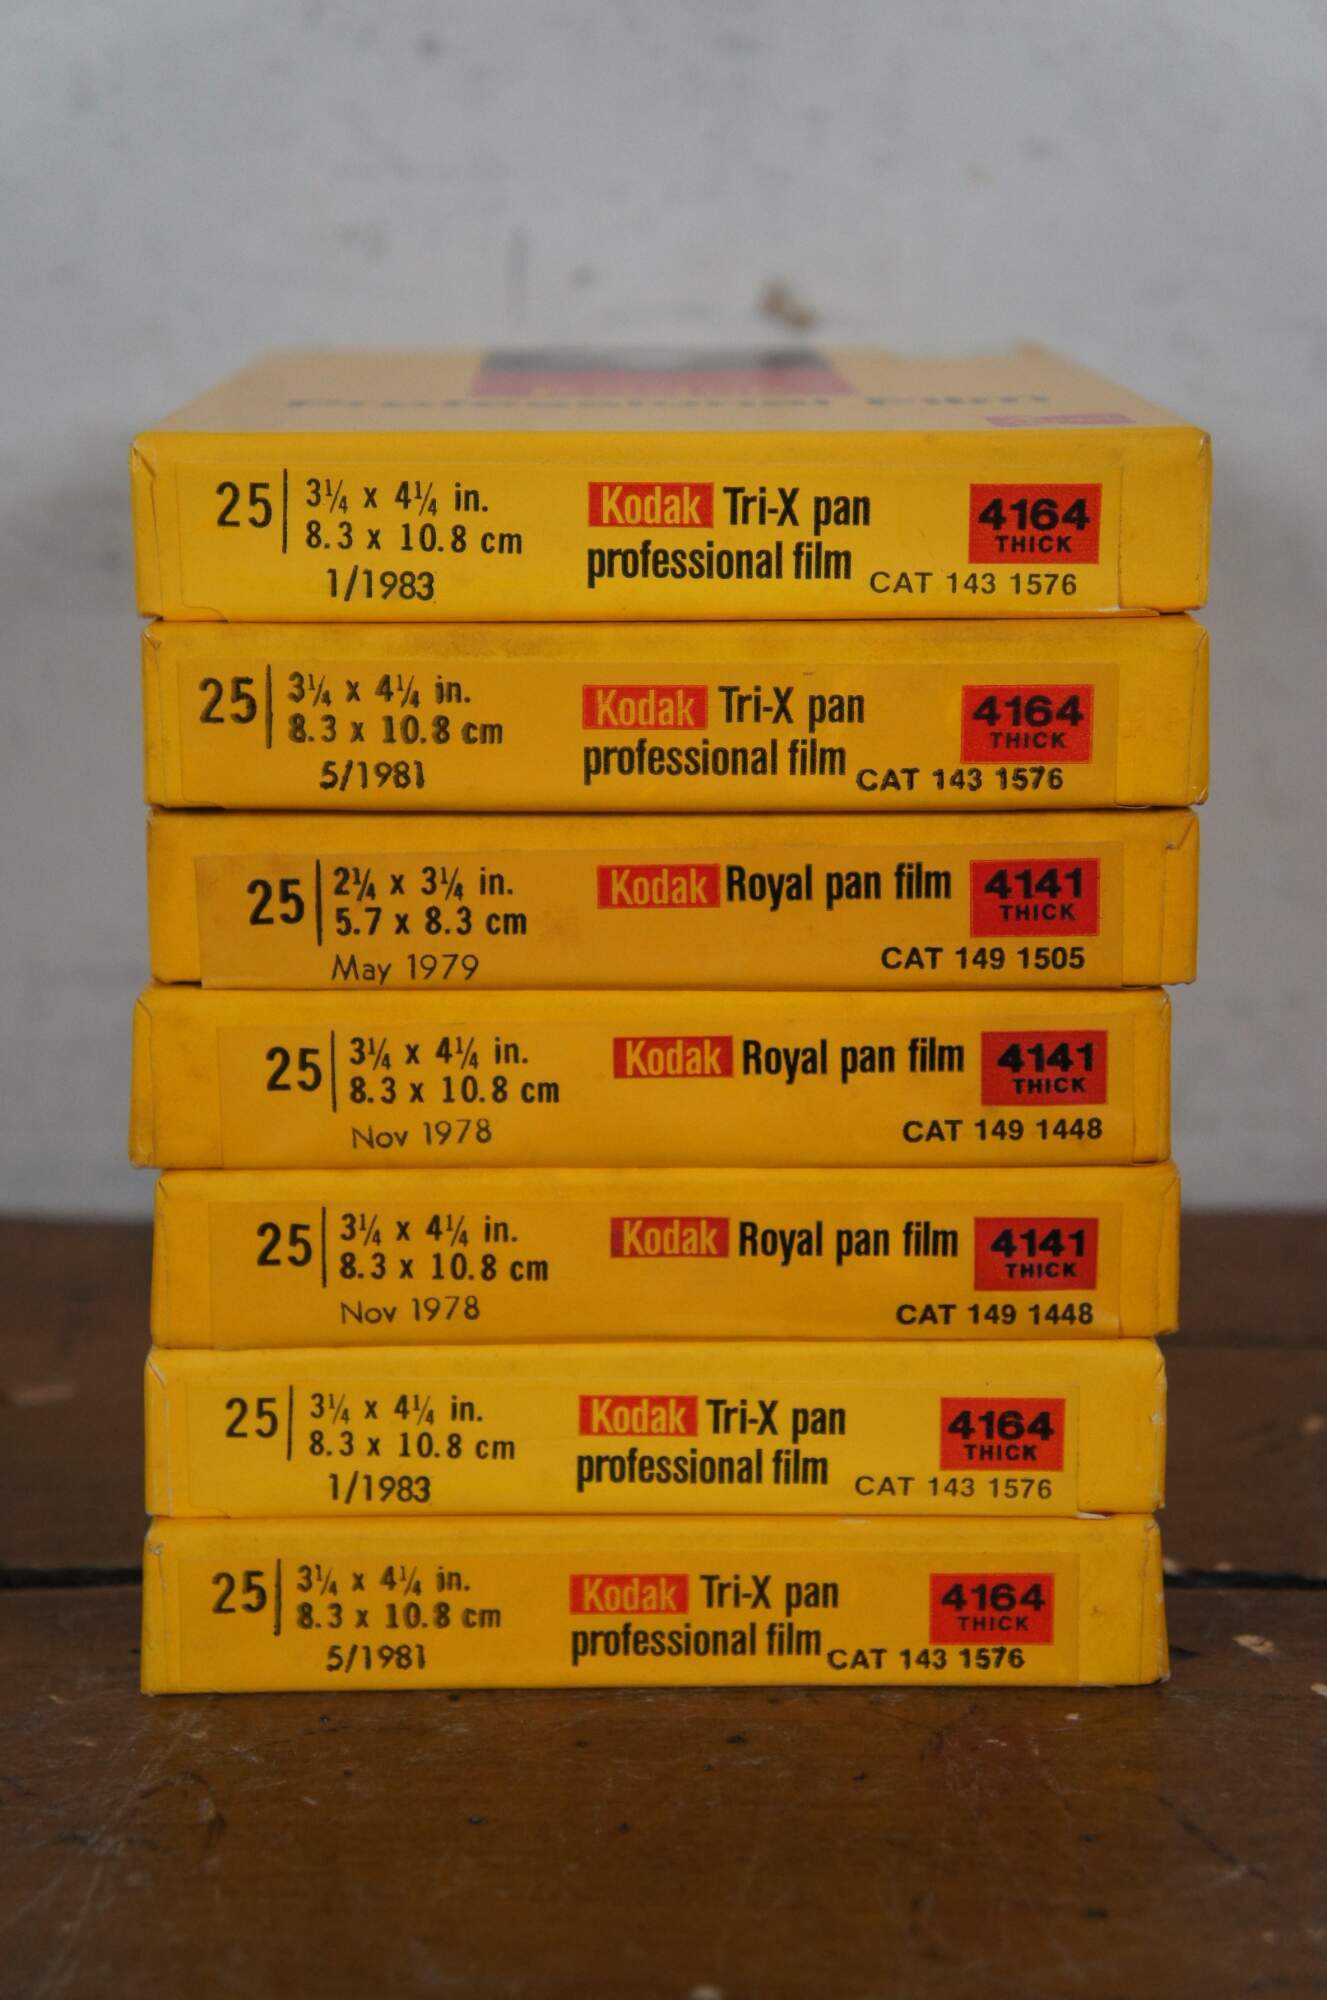 Professional Film
25 3¼ x 4¼ in. Kodak Tri-X pan 4164
8.3 x 10.8 cm professional film THICK
1/1983 CAT 143 1576
25 3¼ x 4¼ in. Kodak Tri-X pan 4164
8.3 x 10.8 cm professional film THICK
5/1981 CAT 143 1576
25 2¼ x 3¼ in. Kodak Royal pan film 4141
5.7 x 8.3 cm THICK
May 1979 CAT 149 1505
25 3¼ x 4¼ in. Kodak Royal pan film 4141
8.3 x 10.8 cm THICK
Nov 1978 CAT 149 1448
25 3¼ x 4¼ in. Kodak Royal pan film 4141
8.3 x 10.8 cm THICK
Nov 1978 CAT 149 1448
25 3¼ x 4¼ in. Kodak Tri-X pan 4164
8.3 x 10.8 cm professional film THICK
1/1983 CAT 143 1576
25 3¼ x 4¼ in. Kodak Tri-X pan 4164
8.3 x 10.8 cm professional film THICK
5/1981 CAT 143 1576